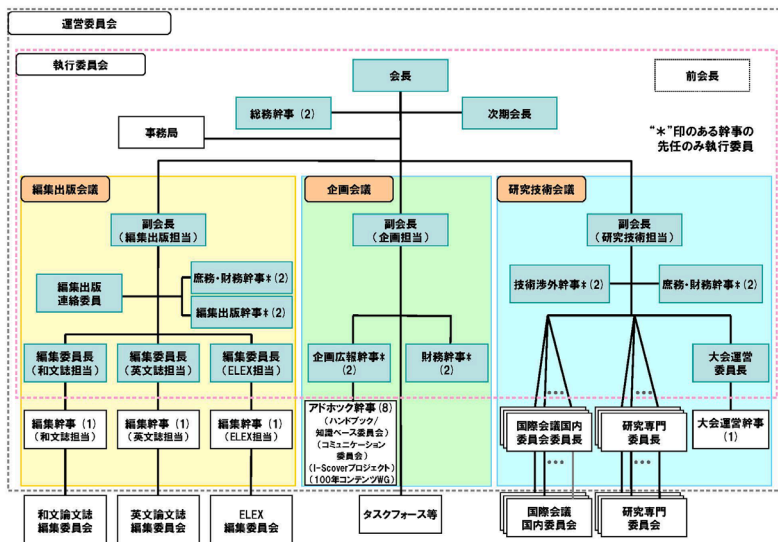 運営委員会
執行委員会
会長
前会長
総務幹事 (2)
次期会長
事務局
“*”印のある幹事の
先任のみ執行委員
編集出版会議
企画会議
研究技術会議
副会長
(編集出版担当)
副会長
(企画担当)
副会長
(研究技術担当)
編集出版
連絡委員
庶務・財務幹事* (2)
編集出版幹事* (2)
技術渉外幹事* (2)
庶務・財務幹事* (2)
編集委員長
(和文誌担当)
編集委員長
(英文誌担当)
編集委員長
(ELEX担当)
企画広報幹事*
(2)
財務幹事*
(2)
大会運営
委員長
...
...
編集幹事 (1)
(和文誌担当)
編集幹事 (1)
(英文誌担当)
編集幹事 (1)
(ELEX担当)
アドホック幹事 (8)
(ハンドブック/
知識ベース委員会)
(コミュニケーション
委員会)
(I-Scoverプロジェクト)
(100年コンテンツWG)
国際会議国内
委員会委員長
研究専門
委員長
大会運営幹事
(1)
...
...
和文論文誌
編集委員会
英文論文誌
編集委員会
ELEX
編集委員会
タスクフォース等
国際会議
国内委員会
研究専門
委員会